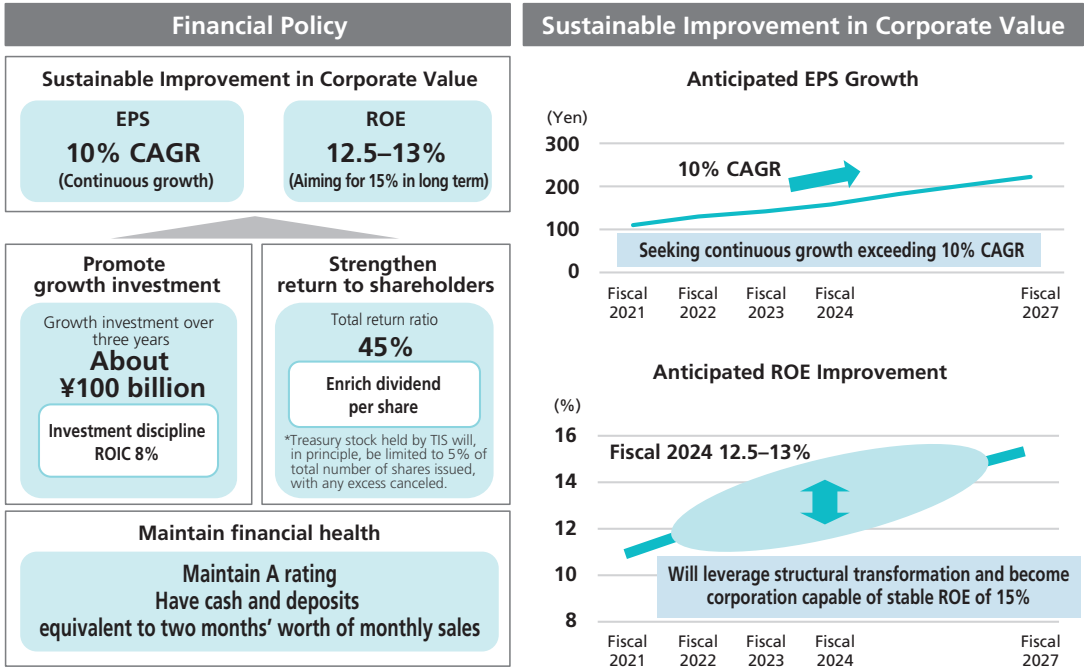 Financial Policy
Sustainable Improvement in Corporate Value
EPS
10% CAGR
(Continuous growth)
ROE
12.5–13%
(Aiming for 15% in long term)
Promote
growth investment
Growth investment over
three years
About
¥100 billion
Investment discipline
ROIC 8%
Strengthen
return to shareholders
Total return ratio
45%
Enrich dividend
per share
*Treasury stock held by TIS will,
in principle, be limited to 5% of
total number of shares issued,
with any excess canceled.
Maintain financial health
Maintain A rating
Have cash and deposits
equivalent to two months’ worth of monthly sales
Sustainable Improvement in Corporate Value
Anticipated EPS Growth
(Yen)
300
200
100
0
10% CAGR
Seeking continuous growth exceeding 10% CAGR
Fiscal
2021
Fiscal
2022
Fiscal
2023
Fiscal
2024
Fiscal
2027
Anticipated ROE Improvement
(%)
16
14
12
10
8
Fiscal 2024 12.5–13%
Will leverage structural transformation and become
corporation capable of stable ROE of 15%
Fiscal
2021
Fiscal
2022
Fiscal
2023
Fiscal
2024
Fiscal
2027